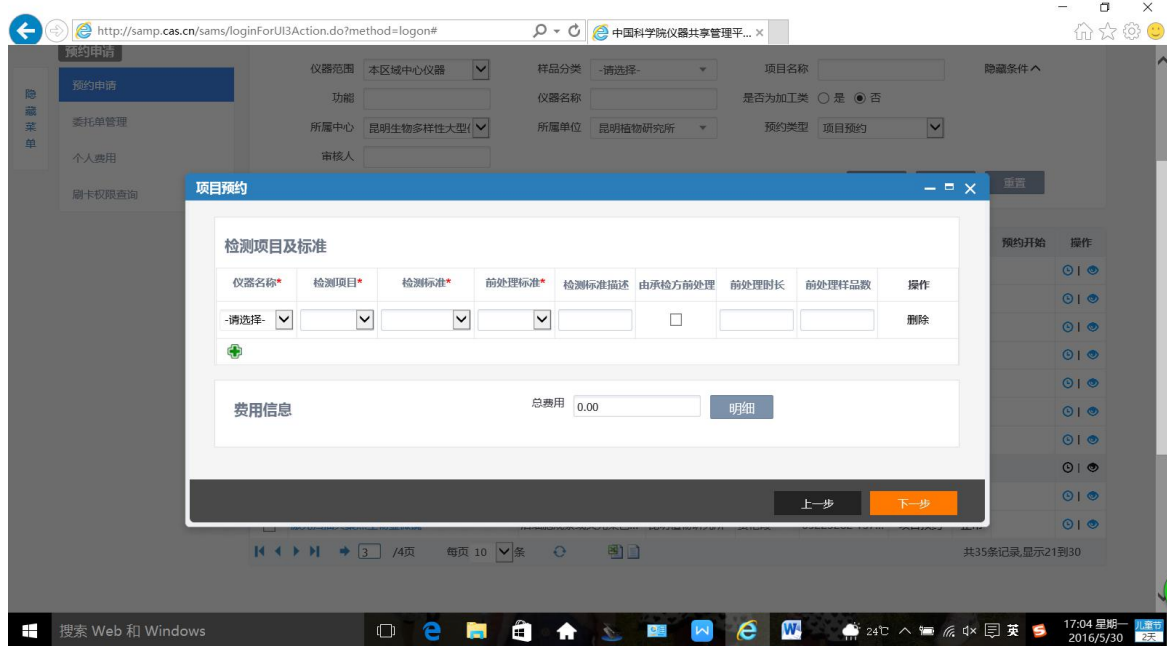 http://samp.cas.cn/sams/loginForUI3Action.do?method=logon#
中国科学院仪器共享管理平... ×
预约申请
隐藏菜单
预约申请
委托单管理
个人费用
刷卡权限查询
仪器范围 本区域中心仪器 样品分类 -请选择- 项目名称 隐藏条件
功能 仪器名称 是否为加工类 是 否
所属中心 昆明生物多样性大型( 所属单位 昆明植物研究所 预约类型 项目预约
审核人
重置
项目预约
预约开始 操作
检测项目及标准
仪器名称* 检测项目* 检测标准* 前处理标准* 检测标准描述 由承检方前处理 前处理时长 前处理样品数 操作
-请选择- 删除
费用信息 总费用 0.00 明细
上一步 下一步
3 /4页 每页 10 条 共35条记录,显示21到30
搜索 Web 和 Windows
24℃ 英 17:04 星期一 儿童节
2016/5/30 2天